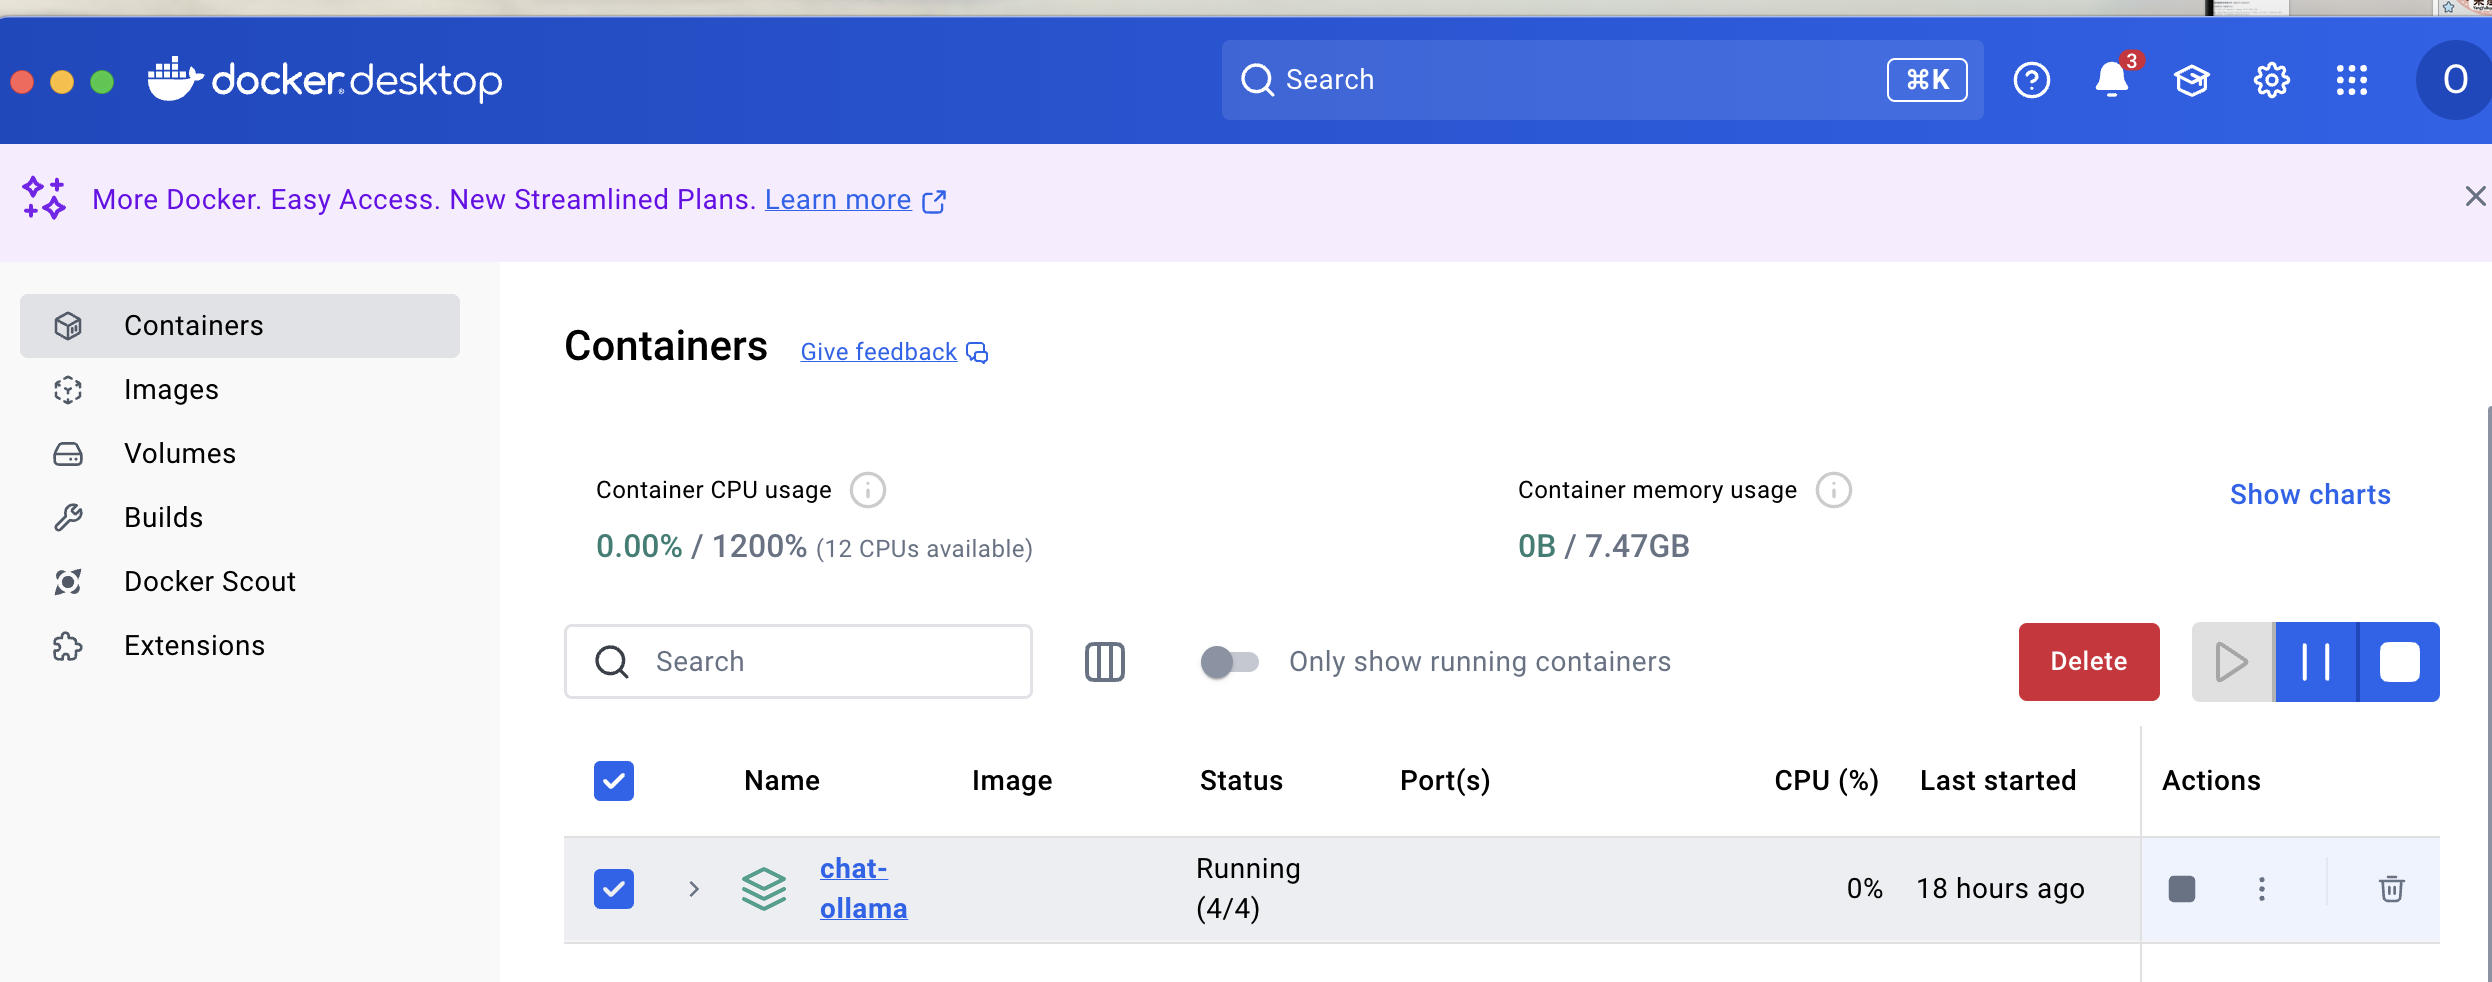 docker desktop
Search
⌘K
3
O
More Docker. Easy Access. New Streamlined Plans. Learn more
Containers
Images
Volumes
Builds
Docker Scout
Extensions
Containers
Give feedback
Container CPU usage
0.00% / 1200% (12 CPUs available)
Container memory usage
0B / 7.47GB
Show charts
Search
Only show running containers
Delete
Name Image Status Port(s) CPU (%) Last started Actions
chat-
ollama
Running
(4/4)
0%
18 hours ago